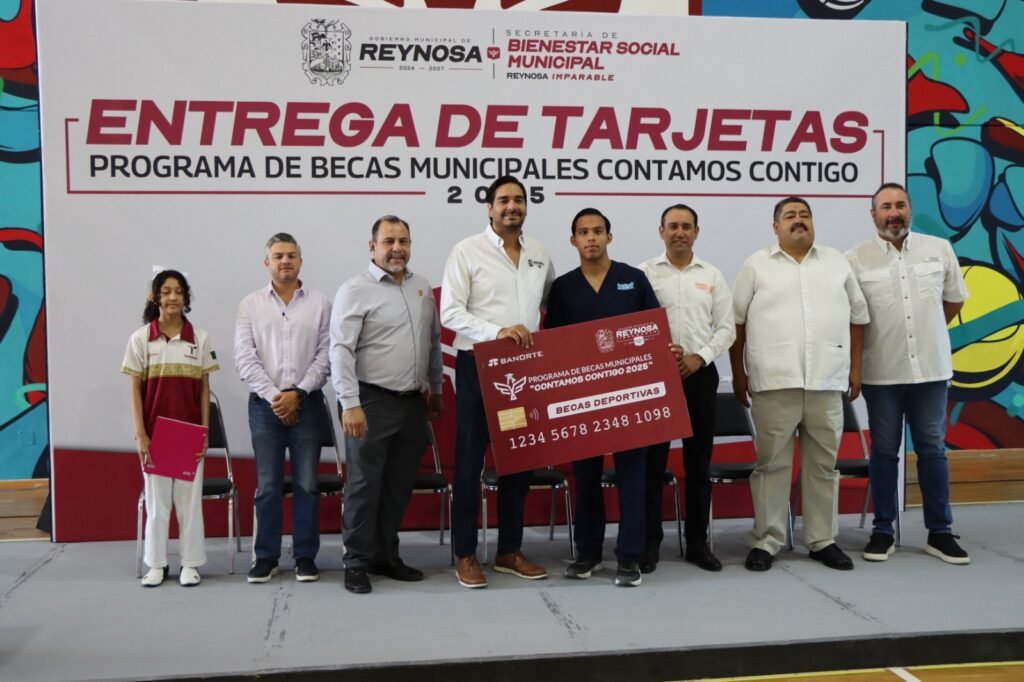 GOBIERNO MUNICIPAL DE
REYNOSA
2024 - 2027
SECRETARÍA DE
BIENESTAR SOCIAL
MUNICIPAL
REYNOSA IMPARABLE
ENTREGA DE TARJETAS
PROGRAMA DE BECAS MUNICIPALES CONTAMOS CONTIGO
BANORTE
REYNOSA
PROGRAMA DE BECAS MUNICIPALES
"CONTAMOS CONTIGO 2025"
BECAS DEPORTIVAS
1234 5678 2348 1098